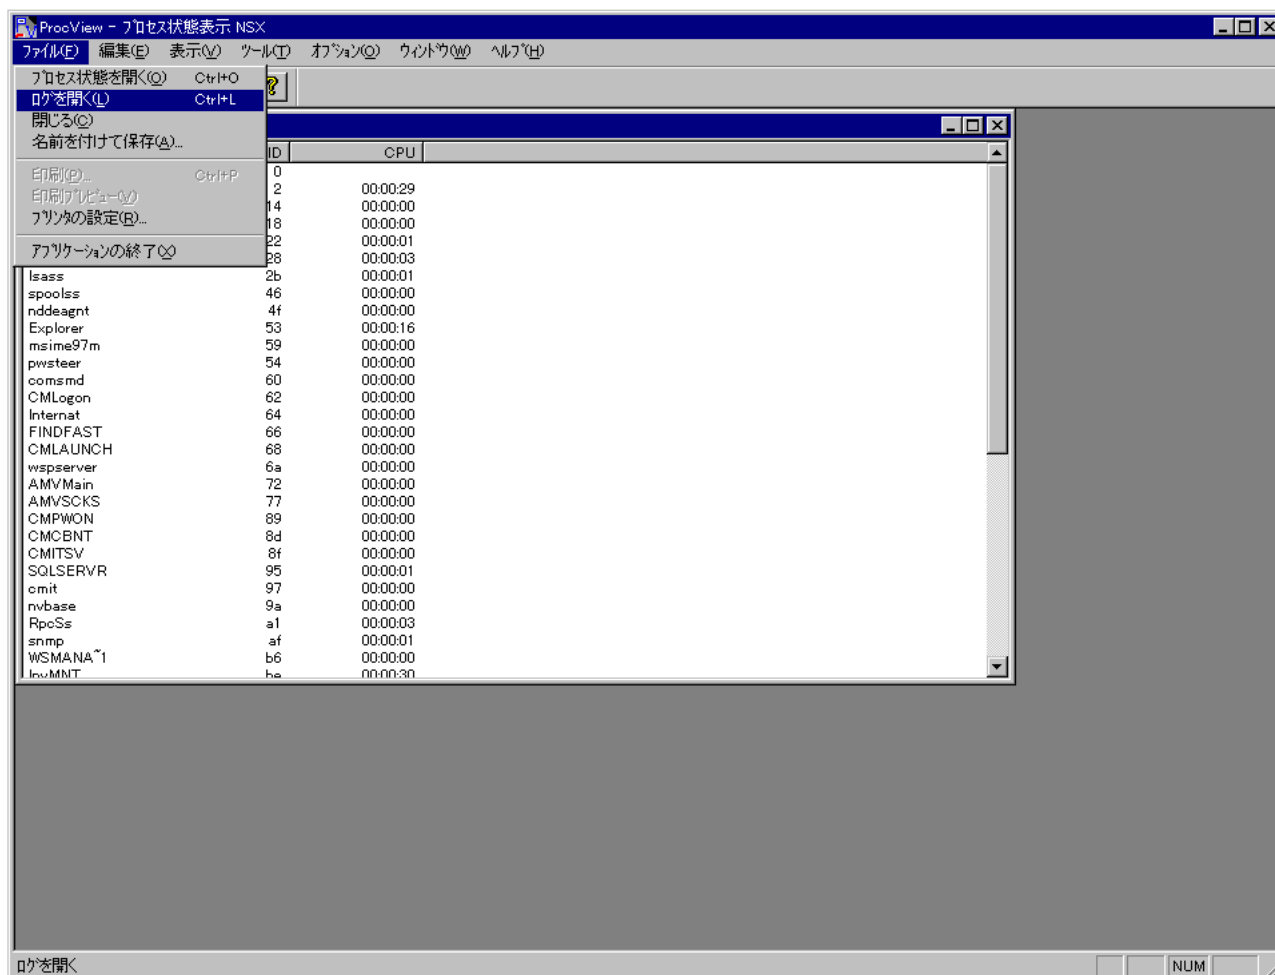 ProcView - プロセス状態表示 NSX
ファイル(F) 編集(E) 表示(V) ツール(T) オプション(O) ウィンドウ(W) ヘルプ(H)
プロセス状態を開く(O) Ctrl+O
ログを開く(L) Ctrl+L
閉じる(C)
名前を付けて保存(A)...
印刷(P)... Ctrl+P
印刷プレビュー(V)
プリンタの設定(R)...
アプリケーションの終了(X)
ID CPU
0
2 00:00:29
14 00:00:00
18 00:00:00
22 00:00:01
28 00:00:03
lsass 2b 00:00:01
spoolss 46 00:00:00
nddeagnt 4f 00:00:00
Explorer 53 00:00:16
msime97m 59 00:00:00
pwsteer 54 00:00:00
comsmd 60 00:00:00
CMLogon 62 00:00:00
Internat 64 00:00:00
FINDFAST 66 00:00:00
CMLAUNCH 68 00:00:00
wspserver 6a 00:00:00
AMVMain 72 00:00:00
AMVSCKS 77 00:00:00
CMPWON 89 00:00:00
CMCBNT 8d 00:00:00
CMITSV 8f 00:00:00
SQLSERVR 95 00:00:01
cmit 97 00:00:00
nvbase 9a 00:00:00
RpcSs a1 00:00:03
snmp af 00:00:01
WSMANA~1 b6 00:00:00
InvMNT be 00:00:30
ログを開く NUM